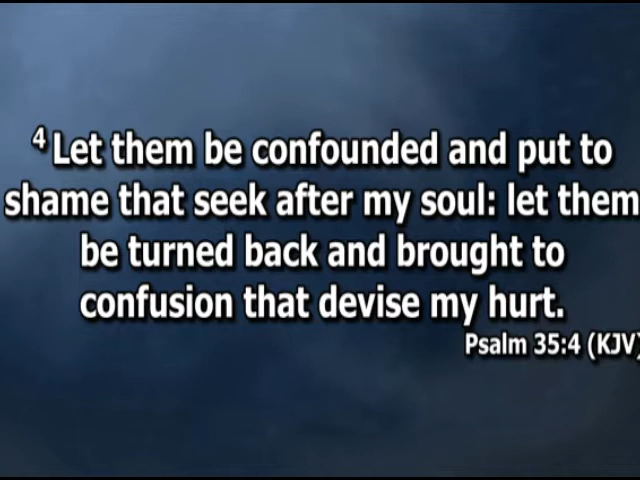 4 Let them be confounded and put to
shame that seek after my soul: let them
be turned back and brought to
confusion that devise my hurt.
Psalm 35:4 (KJV)